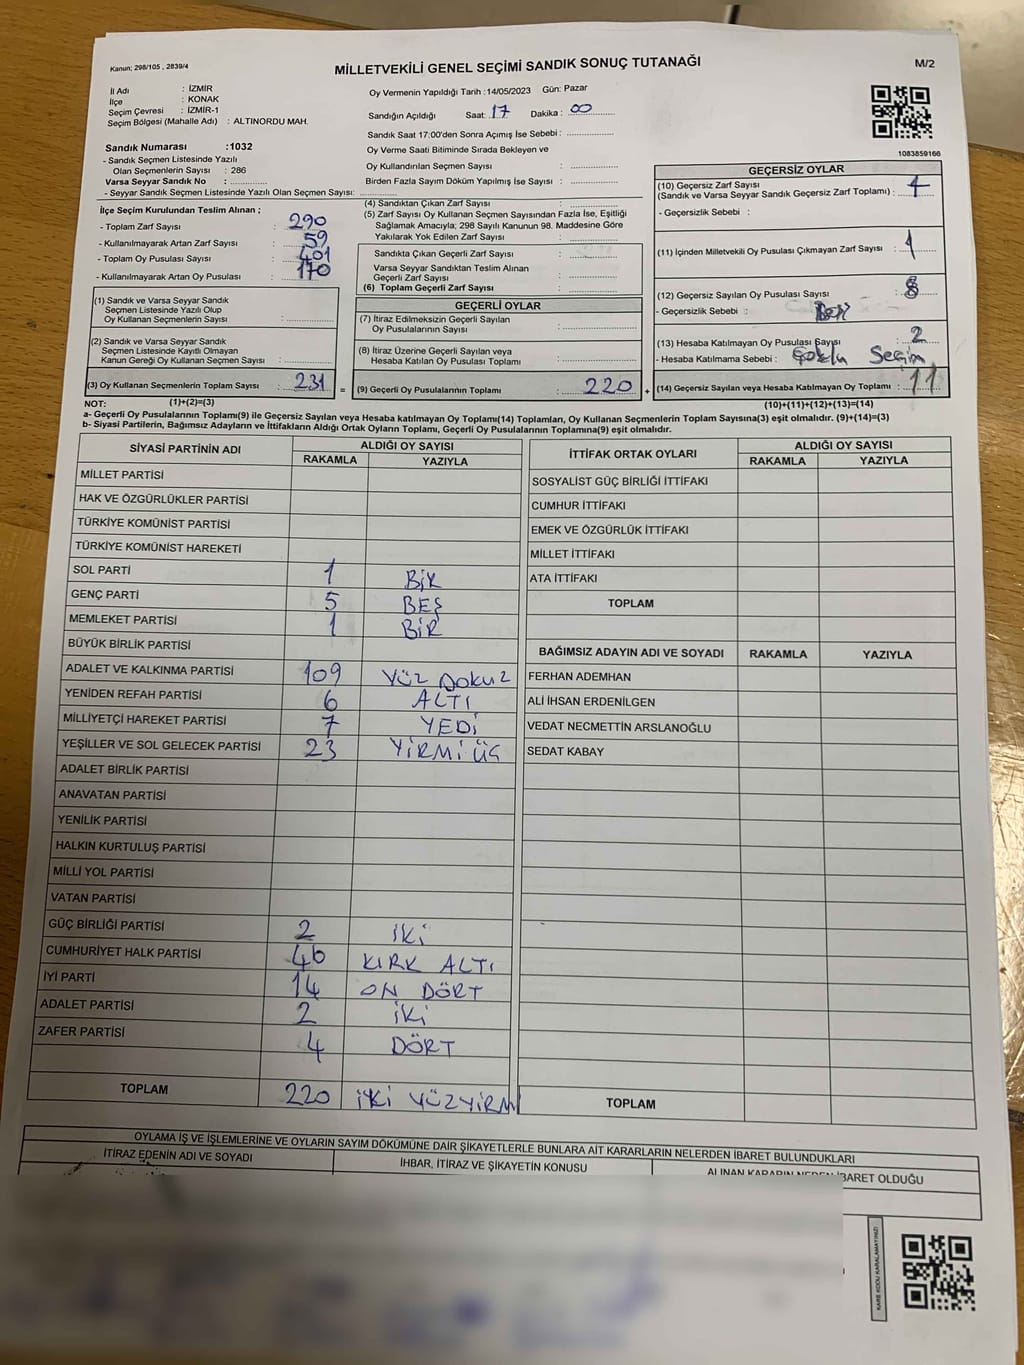 Kanun; 298/105 , 2839/4
MİLLETVEKİLİ GENEL SEÇİMİ SANDIK SONUÇ TUTANAĞI
M/2
İl Adı : İZMİR
İlçe : KONAK
Seçim Çevresi : İZMİR-1
Seçim Bölgesi (Mahalle Adı) : ALTINORDU MAH.
Oy Vermenin Yapıldığı Tarih :14/05/2023 Gün: Pazar
Sandığın Açıldığı Saat: 17 Dakika : 00
Sandık Saat 17:00'den Sonra Açımış İse Sebebi :
Oy Verme Saati Bitiminde Sırada Bekleyen ve
Oy Kullandırılan Seçmen Sayısı :
Birden Fazla Sayım Döküm Yapılmış İse Sayısı :
1083859166
Sandık Numarası :1032
- Sandık Seçmen Listesinde Yazılı
Olan Seçmenlerin Sayısı : 286
Varsa Seyyar Sandık No :
- Seyyar Sandık Seçmen Listesinde Yazılı Olan Seçmen Sayısı:
İlçe Seçim Kurulundan Teslim Alınan ;
- Toplam Zarf Sayısı : 290
- Kullanılmayarak Artan Zarf Sayısı : 59
- Toplam Oy Pusulası Sayısı : 401
- Kullanılmayarak Artan Oy Pusulası : 170
(1) Sandık ve Varsa Seyyar Sandık
Seçmen Listesinde Yazılı Olup
Oy Kullanan Seçmenlerin Sayısı :
(2) Sandık ve Varsa Seyyar Sandık
Seçmen Listesinde Kayıtlı Olmayan
Kanun Gereği Oy Kullanan Seçmen Sayısı :
(3) Oy Kullanan Seçmenlerin Toplam Sayısı : 231 =
(1)+(2)=(3)
(4) Sandıktan Çıkan Zarf Sayısı :
(5) Zarf Sayısı Oy Kullanan Seçmen Sayısından Fazla İse, Eşitliği
Sağlamak Amacıyla; 298 Sayılı Kanunun 98. Maddesine Göre
Yakılarak Yok Edilen Zarf Sayısı :
Sandıkta Çıkan Geçerli Zarf Sayısı :
Varsa Seyyar Sandıktan Teslim Alınan
Geçerli Zarf Sayısı :
(6) Toplam Geçerli Zarf Sayısı :
GEÇERLİ OYLAR
(7) İtiraz Edilmeksizin Geçerli Sayılan
Oy Pusulalarının Sayısı :
(8) İtiraz Üzerine Geçerli Sayılan veya
Hesaba Katılan Oy Pusulası Toplamı :
(9) Geçerli Oy Pusulalarının Toplamı : 220 +
GEÇERSİZ OYLAR
(10) Geçersiz Zarf Sayısı
(Sandık ve Varsa Seyyar Sandık Geçersiz Zarf Toplamı) :
- Geçersizlik Sebebi :
(11) İçinden Milletvekili Oy Pusulası Çıkmayan Zarf Sayısı : 1
(12) Geçersiz Sayılan Oy Pusulası Sayısı : 8
- Geçersizlik Sebebi :
(13) Hesaba Katılmayan Oy Pusulası Sayısı : 2
- Hesaba Katılmama Sebebi : Çoklu Seçim
(14) Geçersiz Sayılan veya Hesaba Katılmayan Oy Toplamı : 11
(10)+(11)+(12)+(13)=(14)
NOT:
a- Geçerli Oy Pusulalarının Toplamı(9) ile Geçersiz Sayılan veya Hesaba katılmayan Oy Toplamı(14) Toplamları, Oy Kullanan Seçmenlerin Toplam Sayısına(3) eşit olmalıdır. (9)+(14)=(3)
b- Siyasi Partilerin, Bağımsız Adayların ve İttifakların Aldığı Ortak Oyların Toplamı, Geçerli Oy Pusulalarının Toplamına(9) eşit olmalıdır.
SİYASİ PARTİNİN ADI ALDIĞI OY SAYISI
RAKAMLA YAZIYLA
MİLLET PARTİSİ
HAK VE ÖZGÜRLÜKLER PARTİSİ
TÜRKİYE KOMÜNİST PARTİSİ
TÜRKİYE KOMÜNİST HAREKETİ
SOL PARTİ 1 BİR
GENÇ PARTİ 5 BEŞ
MEMLEKET PARTİSİ 1 BİR
BÜYÜK BİRLİK PARTİSİ
ADALET VE KALKINMA PARTİSİ 109 YÜZ DOKUZ
YENİDEN REFAH PARTİSİ 6 ALTI
MİLLİYETÇİ HAREKET PARTİSİ 7 YEDİ
YEŞİLLER VE SOL GELECEK PARTİSİ 23 YİRMİ ÜÇ
ADALET BİRLİK PARTİSİ
ANAVATAN PARTİSİ
YENİLİK PARTİSİ
HALKIN KURTULUŞ PARTİSİ
MİLLİ YOL PARTİSİ
VATAN PARTİSİ
GÜÇ BİRLİĞİ PARTİSİ 2 İKİ
CUMHURİYET HALK PARTİSİ 46 KIRK ALTI
İYİ PARTİ 14 ON DÖRT
ADALET PARTİSİ 2 İKİ
ZAFER PARTİSİ 4 DÖRT
TOPLAM 220 İKİ YÜZYİRM
İTTİFAK ORTAK OYLARI ALDIĞI OY SAYISI
RAKAMLA YAZIYLA
SOSYALİST GÜÇ BİRLİĞİ İTTİFAKI
CUMHUR İTTİFAKI
EMEK VE ÖZGÜRLÜK İTTİFAKI
MİLLET İTTİFAKI
ATA İTTİFAKI
TOPLAM
BAĞIMSIZ ADAYIN ADI VE SOYADI RAKAMLA YAZIYLA
FERHAN ADEMHAN
ALİ İHSAN ERDENİLGEN
VEDAT NECMETTİN ARSLANOĞLU
SEDAT KABAY
TOPLAM
OYLAMA İŞ VE İŞLEMLERİNE VE OYLARIN SAYIM DÖKÜMÜNE DAİR ŞİKAYETLERLE BUNLARA AİT KARARLARIN NELERDEN İBARET BULUNDUKLARI
İTİRAZ EDENİN ADI VE SOYADI İHBAR, İTİRAZ VE ŞİKAYETİN KONUSU ALINAN KARARIN NEDEN İBARET OLDUĞU
KARE KODU KARALAMAYINIZ!